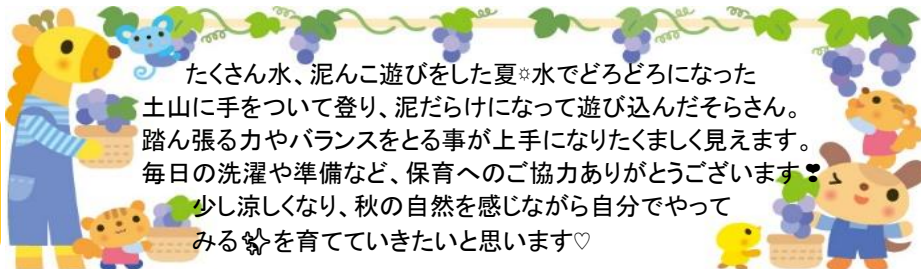 たくさん水、泥んこ遊びをした夏☼水でどろどろになった
土山に手をついて登り、泥だらけになって遊び込んだそらさん。
踏ん張る力やバランスをとる事が上手になりたくましく見えます。
毎日の洗濯や準備など、保育へのご協力ありがとうございます❣
少し涼しくなり、秋の自然を感じながら自分でやって
みるを育てていきたいと思います♡